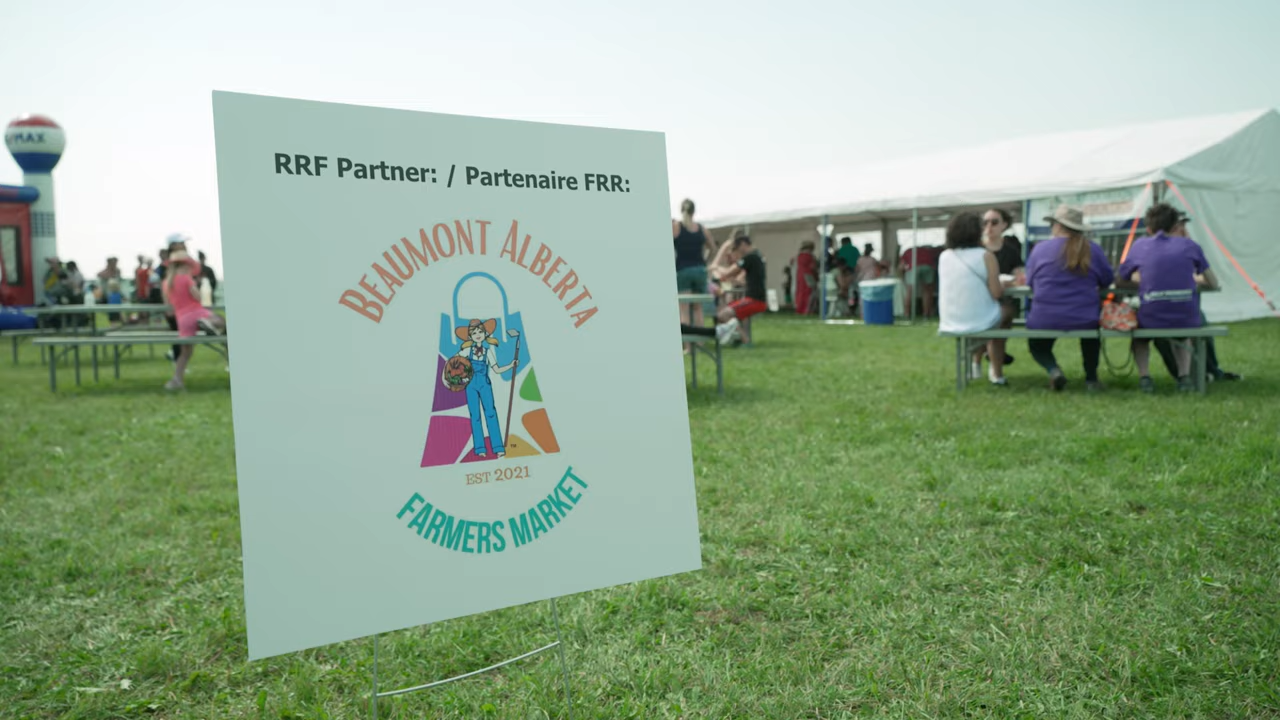 RRF Partner: / Partenaire FRR:
BEAUMONT ALBERTA
EST 2021
FARMERS MARKET